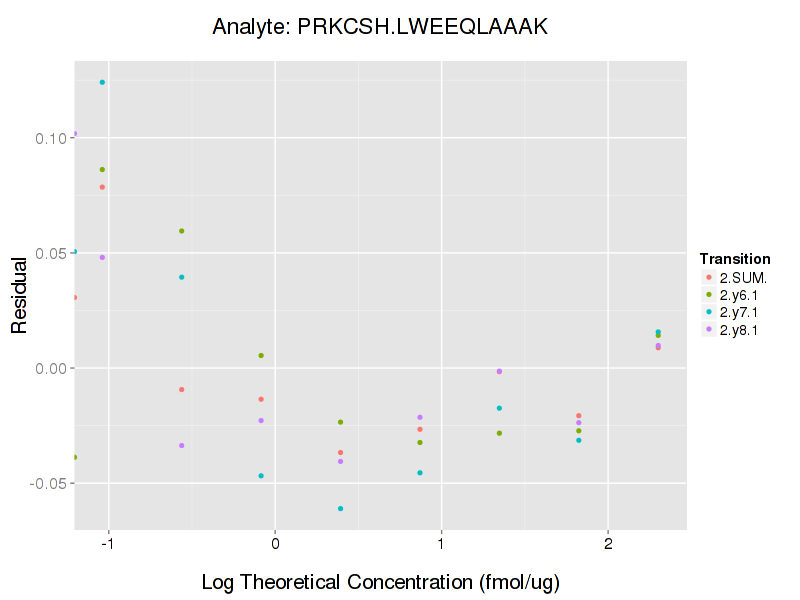 Analyte: PRKCSH.LWEEQLAAAK
Residual
0.10
0.05
0.00
-0.05
-1
0
1
2
Log Theoretical Concentration (fmol/ug)
Transition
2.SUM.
2.y6.1
2.y7.1
2.y8.1